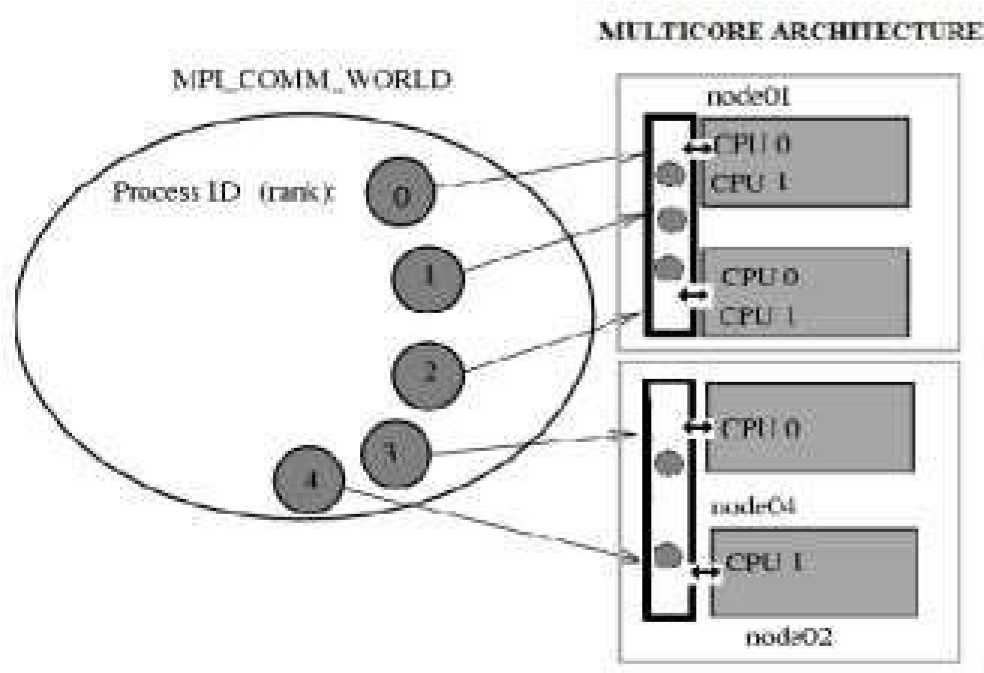 MULTICORE ARCHITECTURE
MPI_COMM_WORLD
node01
Process ID (rank):
0
1
2
3
4
CPU 0
CPU 1
CPU 0
CPU 1
CPU 0
node04
CPU 1
node02